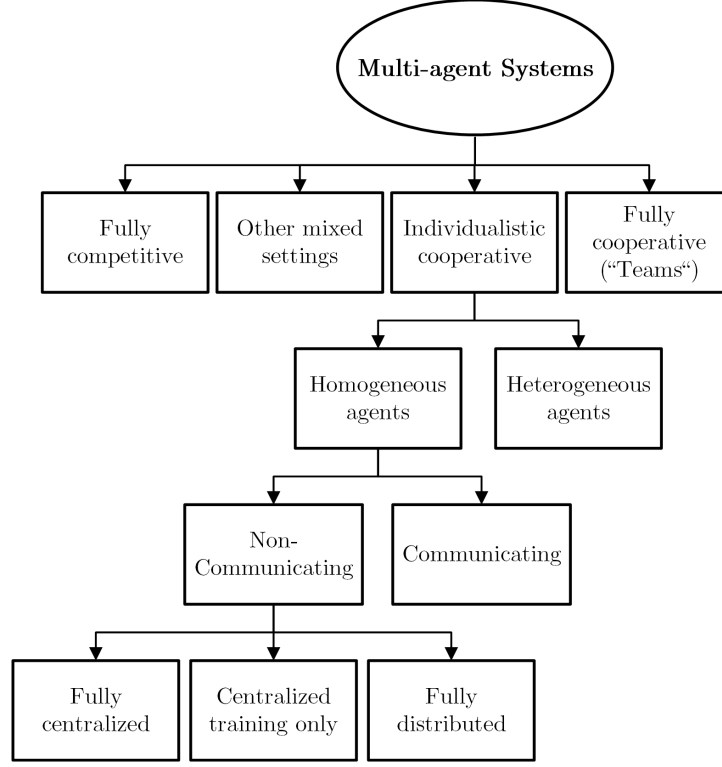 Multi-agent Systems
Fully
competitive
Other mixed
settings
Individualistic
cooperative
Fully
cooperative
(“Teams“)
Homogeneous
agents
Heterogeneous
agents
Non-
Communicating
Communicating
Fully
centralized
Centralized
training only
Fully
distributed